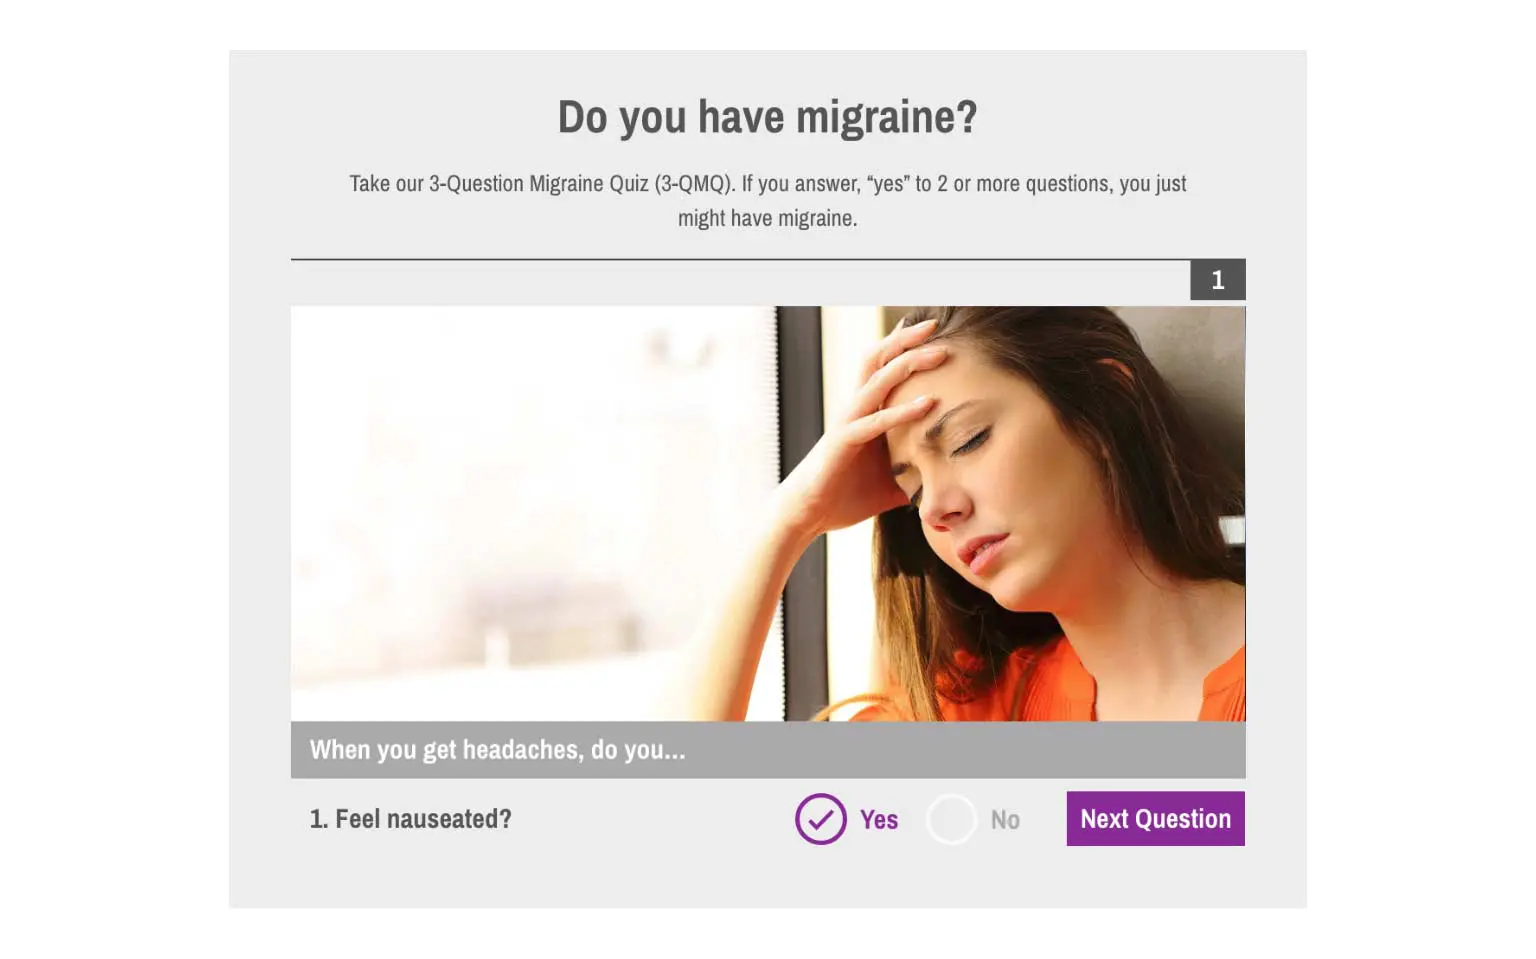 Do you have migraine?
Take our 3-Question Migraine Quiz (3-QMQ). If you answer, “yes” to 2 or more questions, you just
might have migraine.
1
When you get headaches, do you...
1. Feel nauseated?
Yes
No
Next Question